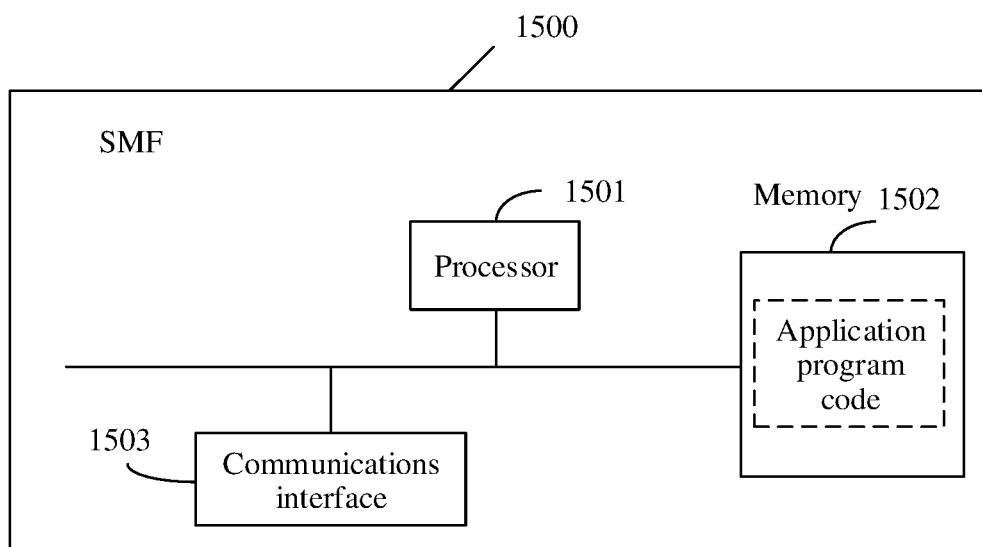 1500
SMF
1501
Processor
Memory 1502
Application
program
code
1503
Communications
interface